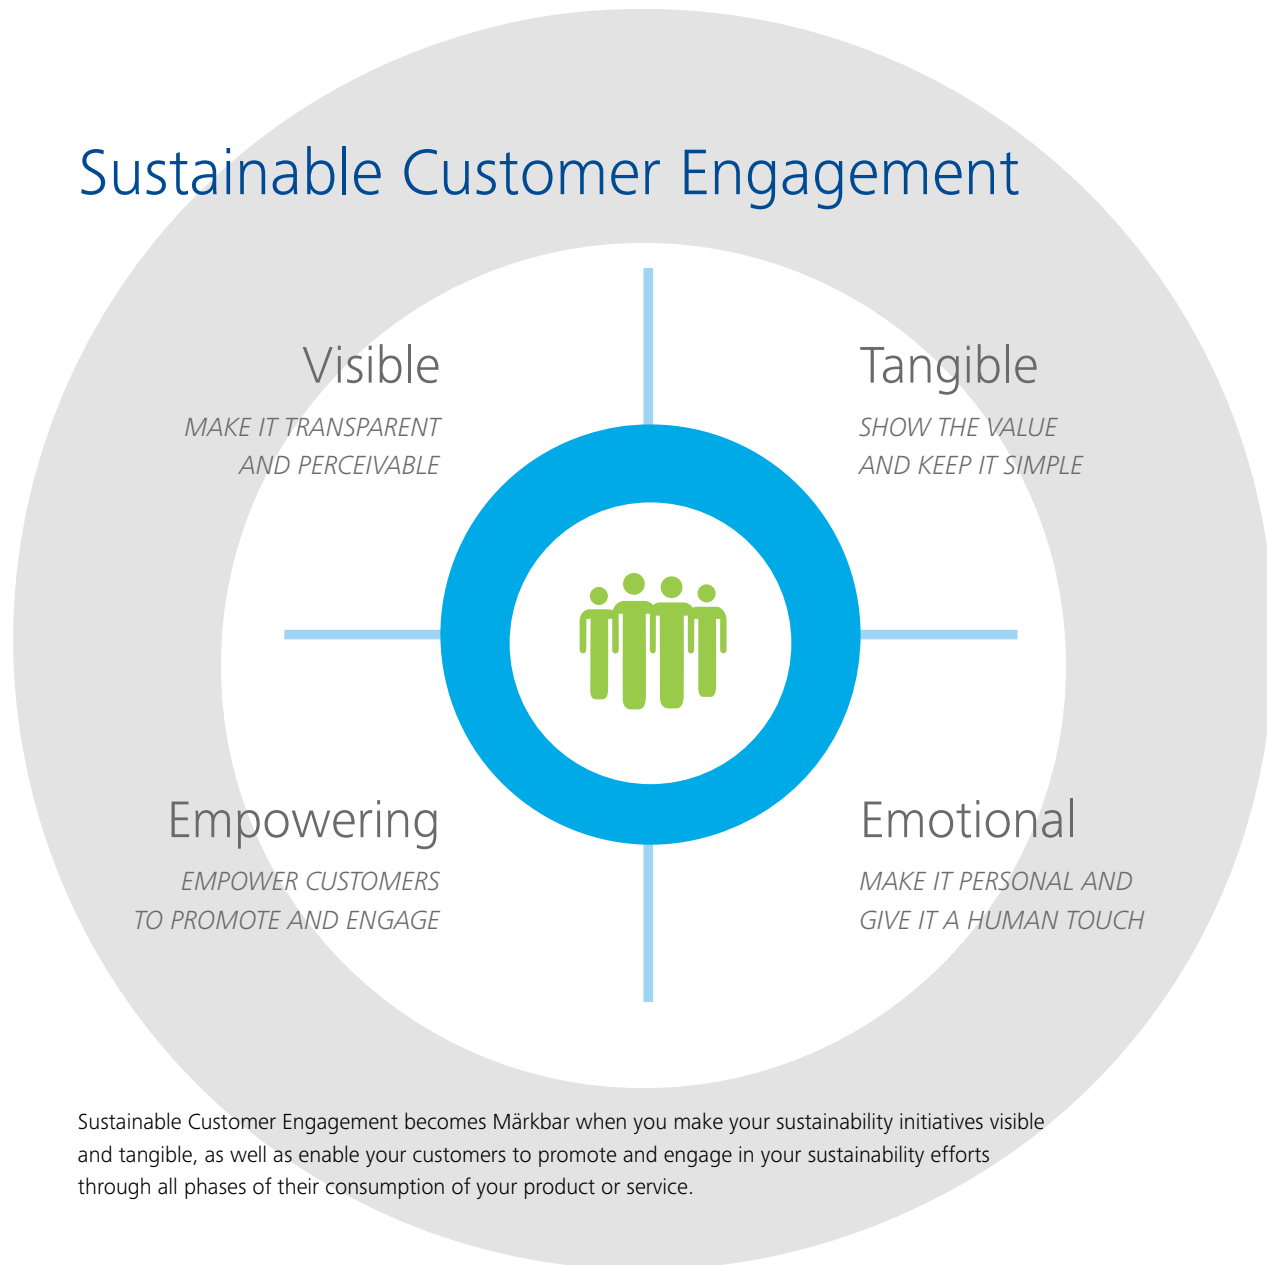 Sustainable Customer Engagement
Visible
MAKE IT TRANSPARENT
AND PERCEIVABLE
Tangible
SHOW THE VALUE
AND KEEP IT SIMPLE
Empowering
EMPOWER CUSTOMERS
TO PROMOTE AND ENGAGE
Emotional
MAKE IT PERSONAL AND
GIVE IT A HUMAN TOUCH
Sustainable Customer Engagement becomes Märkbar when you make your sustainability initiatives visible
and tangible, as well as enable your customers to promote and engage in your sustainability efforts
through all phases of their consumption of your product or service.